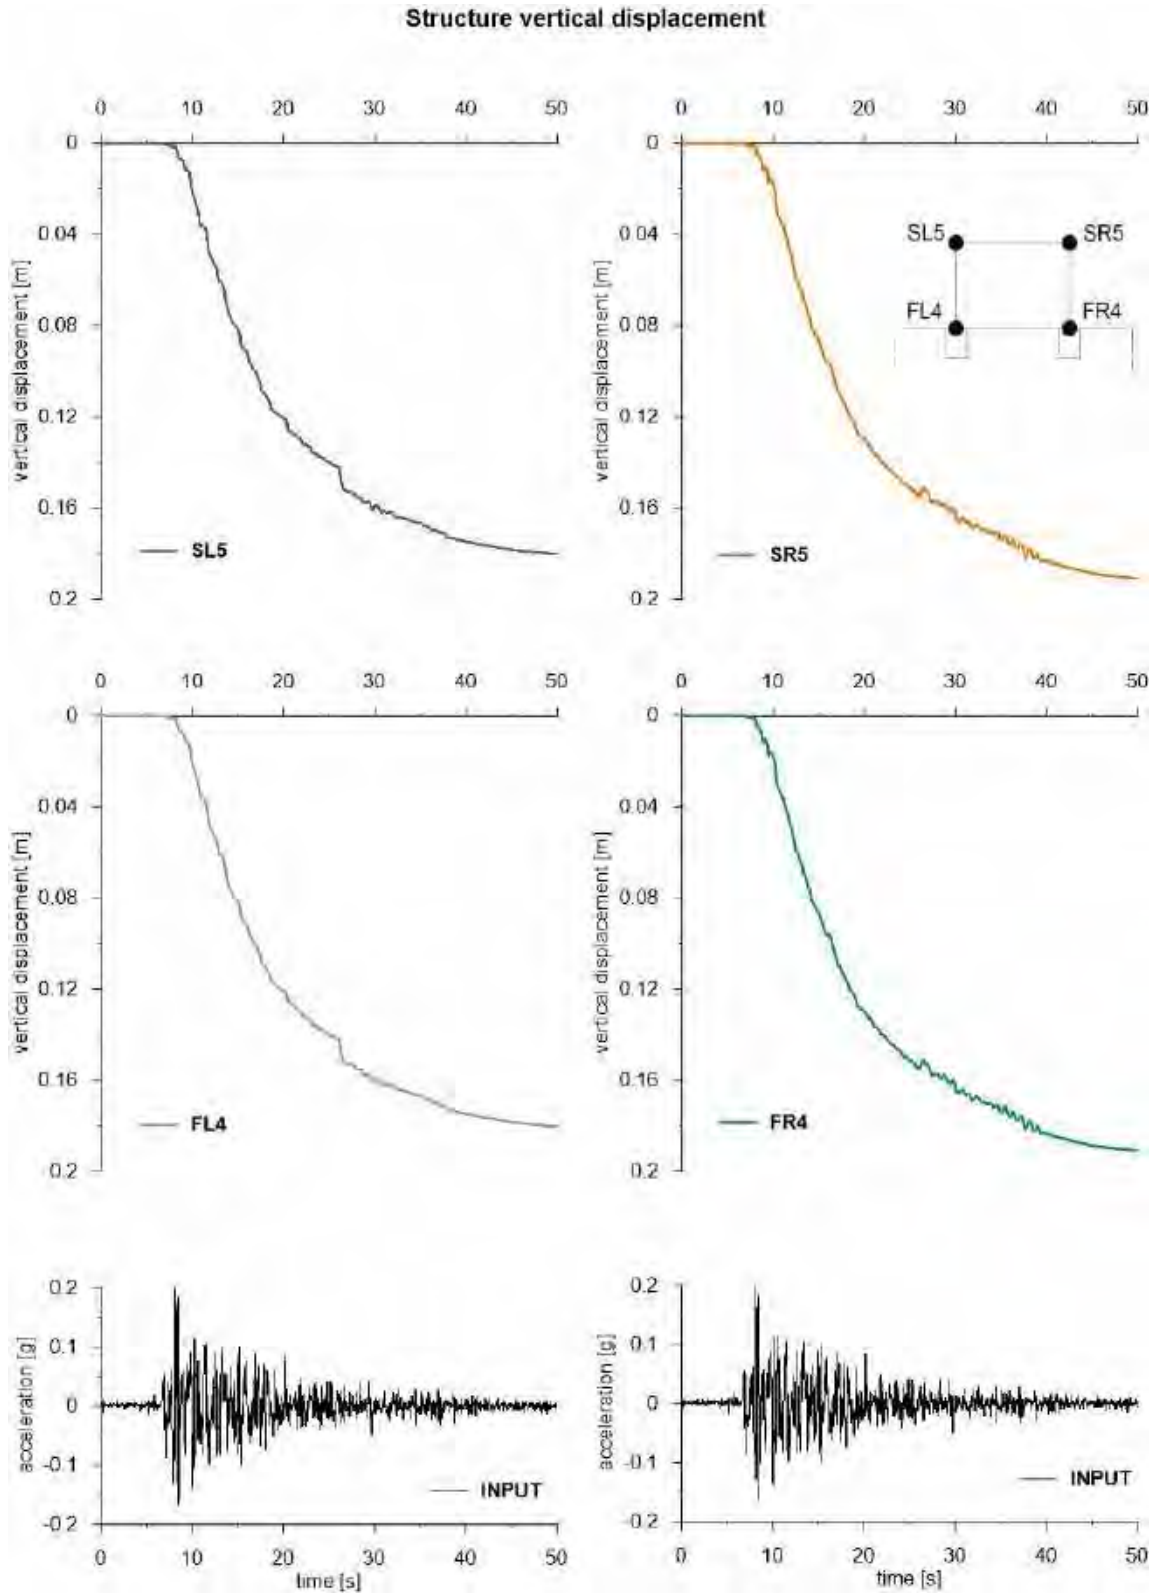 Structure vertical displacement
0 10 20 30 40 50
0
0.04
0.08
0.12
0.16
0.2
vertical displacement [m]
SL5
0 10 20 30 40 50
0
0.04
0.08
0.12
0.16
0.2
vertical displacement [m]
SL5 SR5
FL4 FR4
SR5
0 10 20 30 40 50
0
0.04
0.08
0.12
0.16
0.2
vertical displacement [m]
FL4
0 10 20 30 40 50
0
0.04
0.08
0.12
0.16
0.2
vertical displacement [m]
FR4
0.2
0.1
0
-0.1
-0.2
acceleration [g]
INPUT
0 10 20 30 40 50
time [s]
0.2
0.1
0
-0.1
-0.2
acceleration [g]
INPUT
0 10 20 30 40 50
time [s]